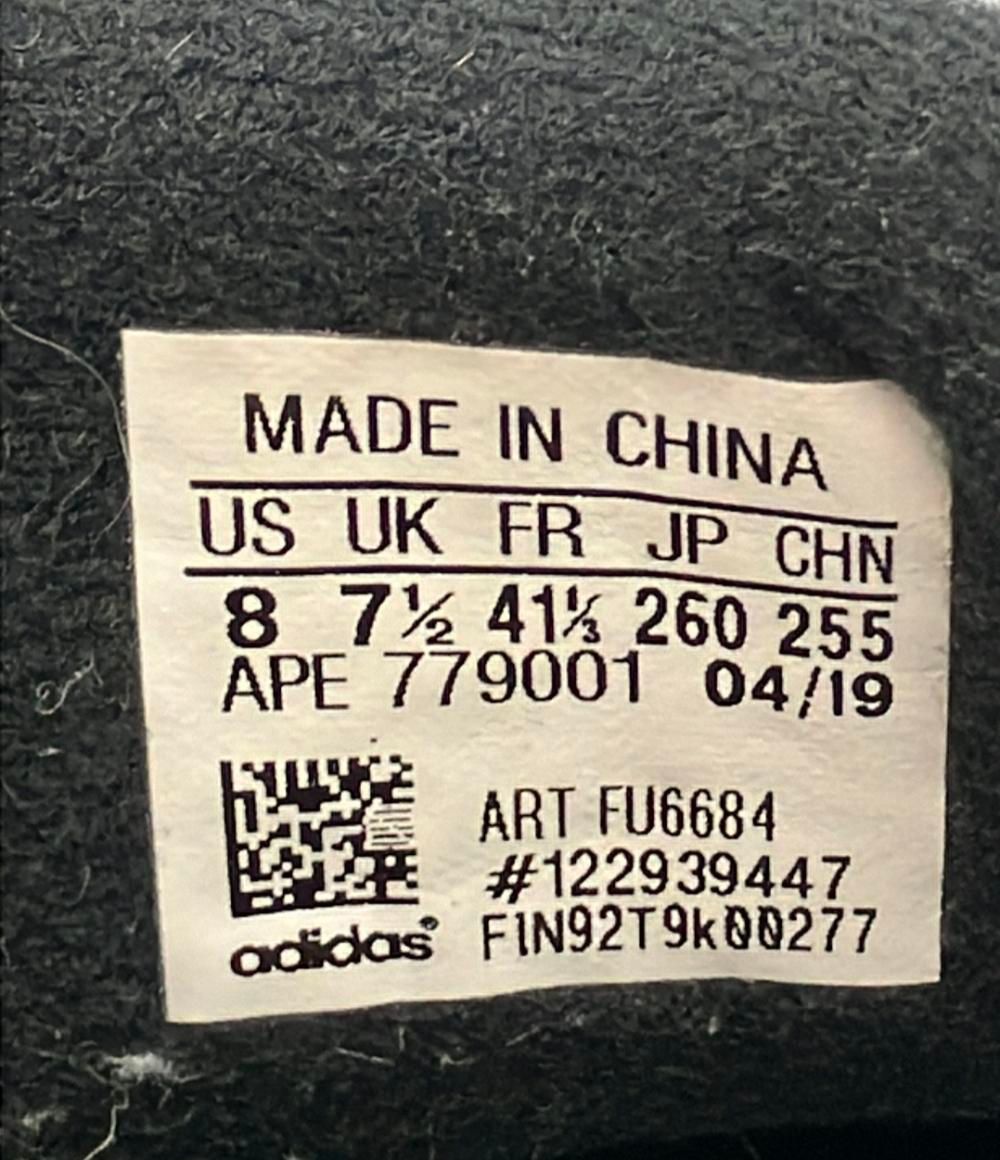 MADE IN CHINA
US UK FR JP CHN
8 7½ 41⅓ 260 255
APE 779001 04/19
ART FU6684
#122939447
adidas® F1N92T9k00277